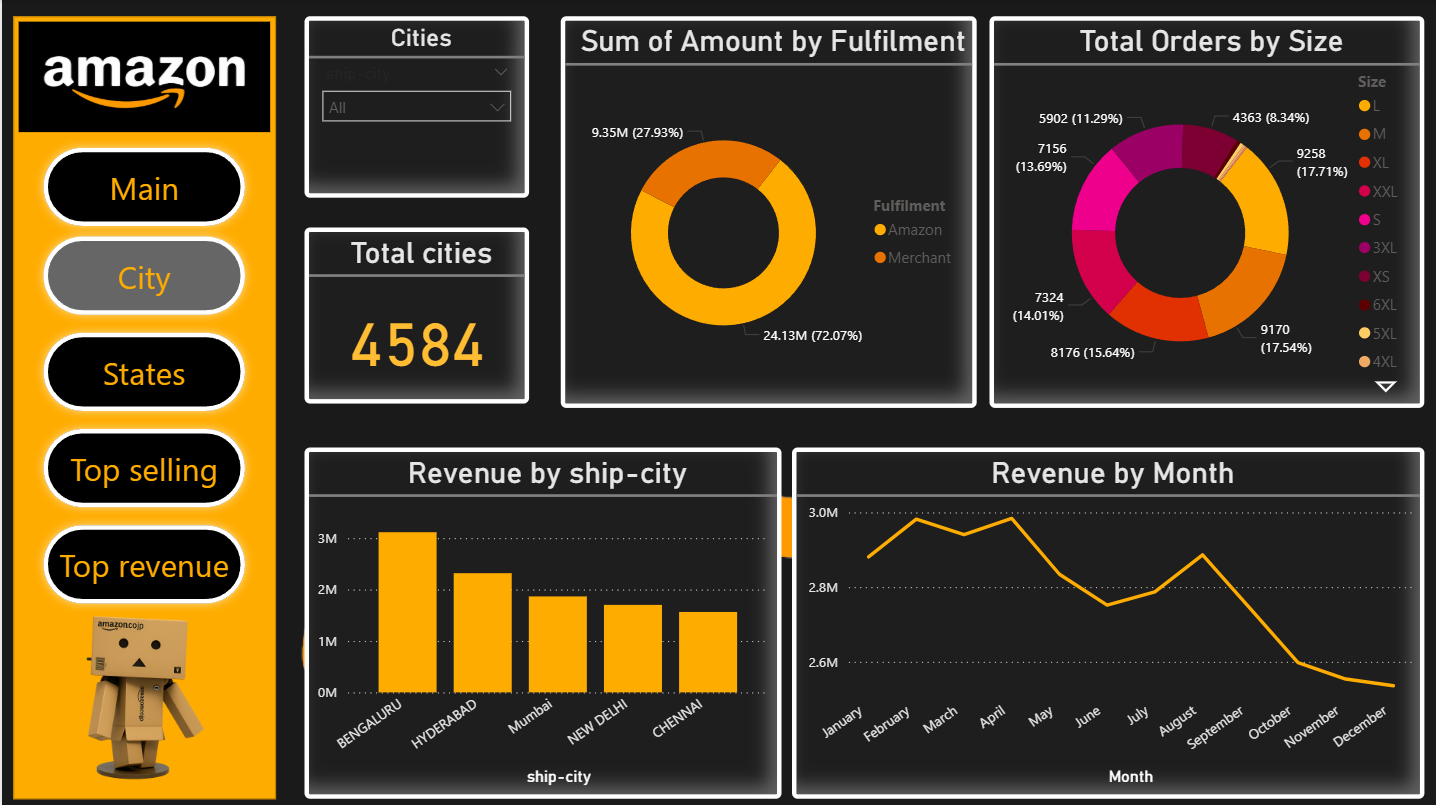 amazon
Main
City
States
Top selling
Top revenue
amazoncojp
Cities
ship-city
All
Total cities
4584
Sum of Amount by Fulfilment
9.35M (27.93%)
24.13M (72.07%)
Fulfilment
Amazon
Merchant
Total Orders by Size
5902 (11.29%)
4363 (8.34%)
7156
(13.69%)
9258
(17.71%)
7324
(14.01%)
9170
(17.54%)
8176 (15.64%)
Size
L
M
XL
XXL
S
3XL
XS
6XL
5XL
4XL
Revenue by ship-city
3M
2M
1M
0M
BENGALURU
HYDERABAD
Mumbai
NEW DELHI
CHENNAI
ship-city
Revenue by Month
3.0M
2.8M
2.6M
January
February
March
April
May
June
July
August
September
October
November
December
Month